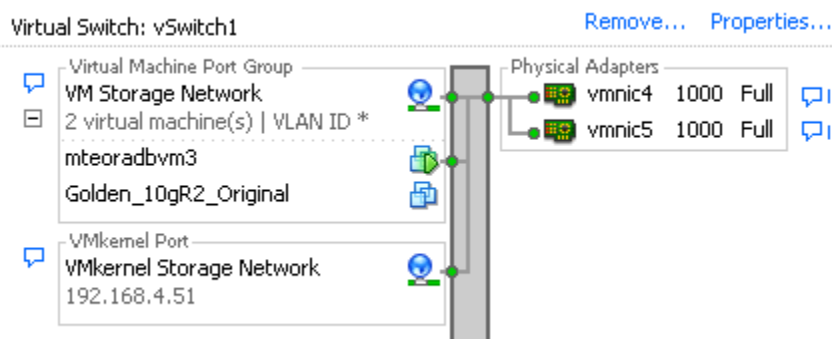 Virtual Switch: vSwitch1
Remove... Properties...
Virtual Machine Port Group
VM Storage Network
2 virtual machine(s) | VLAN ID *
mteoradbvm3
Golden_10gR2_Original
VMkernel Port
VMkernel Storage Network
192.168.4.51
Physical Adapters
vmnic4 1000 Full
vmnic5 1000 Full